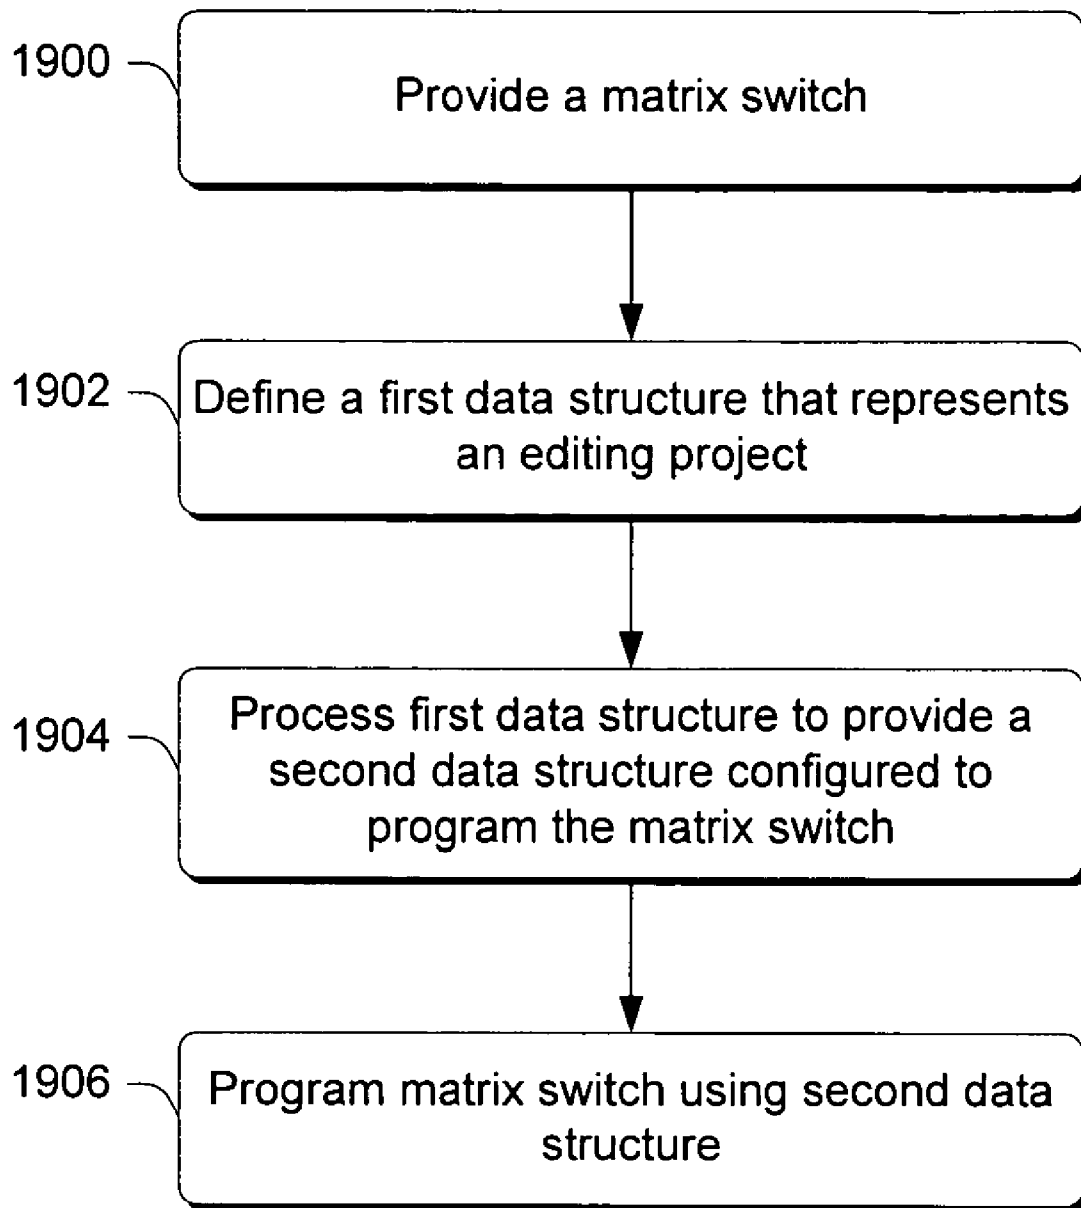 1900
Provide a matrix switch
1902
Define a first data structure that represents
an editing project
1904
Process first data structure to provide a
second data structure configured to
program the matrix switch
1906
Program matrix switch using second data
structure